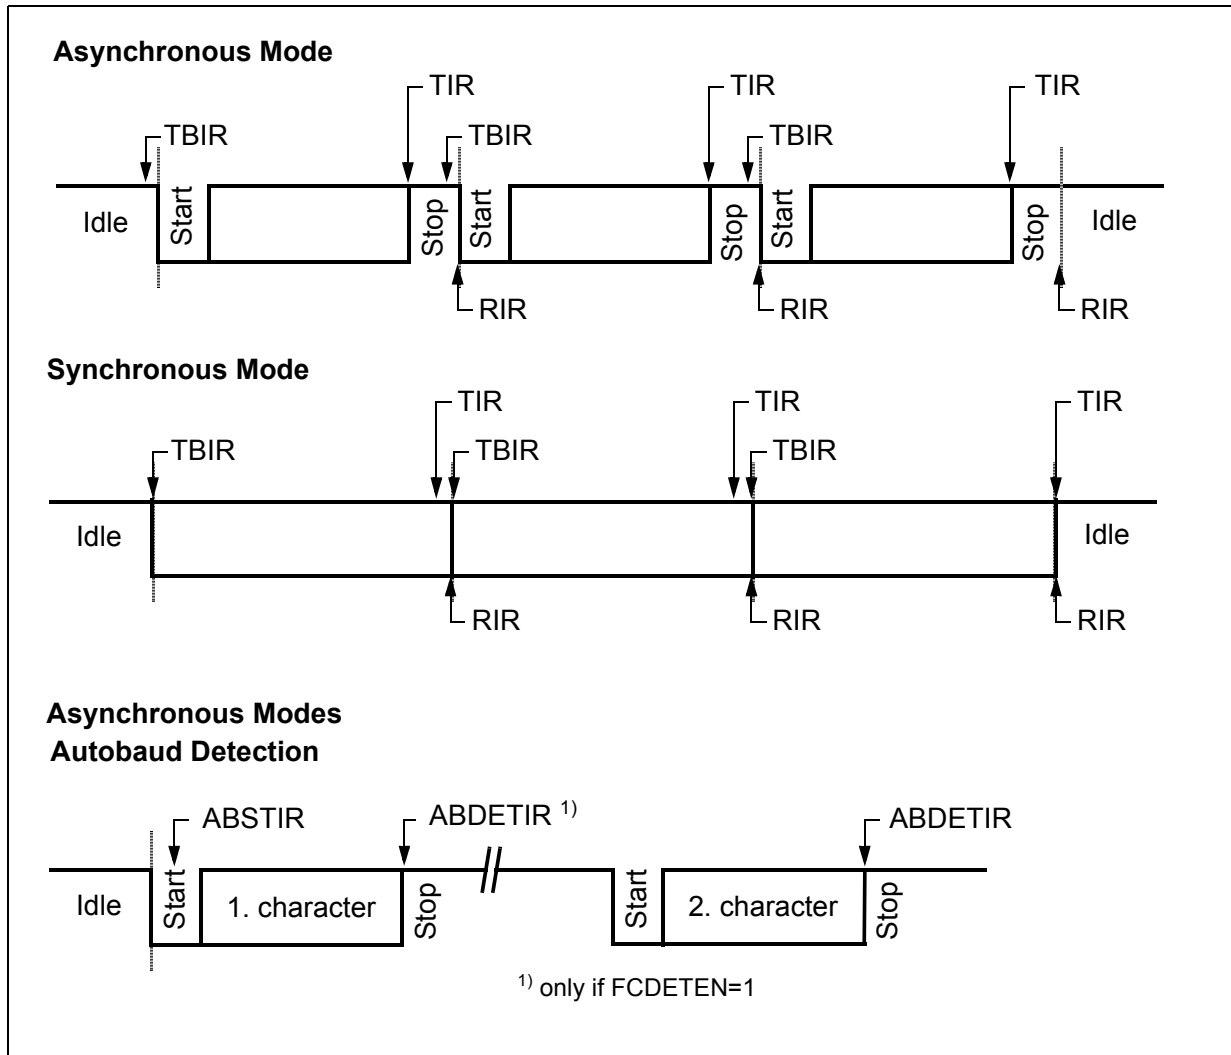 Asynchronous Mode
TIR TIR TIR
TBIR TBIR TBIR
Idle Start Stop Start Stop Start Stop Idle
RIR RIR RIR
Synchronous Mode
TIR TIR TIR
TBIR TBIR TBIR
Idle Idle
RIR RIR RIR
Asynchronous Modes
Autobaud Detection
ABSTIR ABDETIR 1) ABDETIR
Idle Start 1. character Stop Start 2. character Stop
1) only if FCDETEN=1